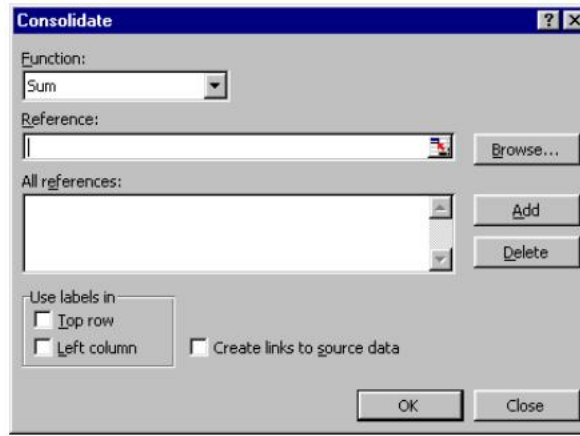 Consolidate
Function:
Sum
Reference:
Browse...
All references:
Add
Delete
Use labels in
Top row
Left column
Create links to source data
OK
Close